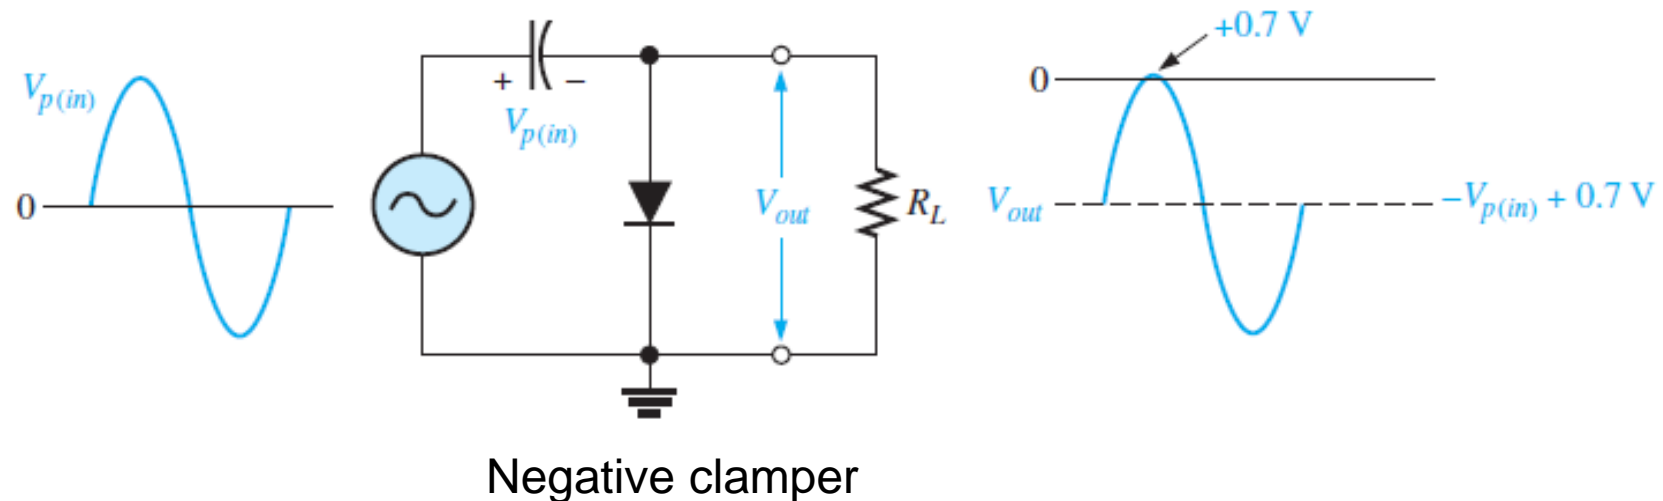 V_p(in)
0
+ −
V_p(in)
V_out
R_L
+0.7 V
0
V_out
−V_p(in) + 0.7 V
Negative clamper